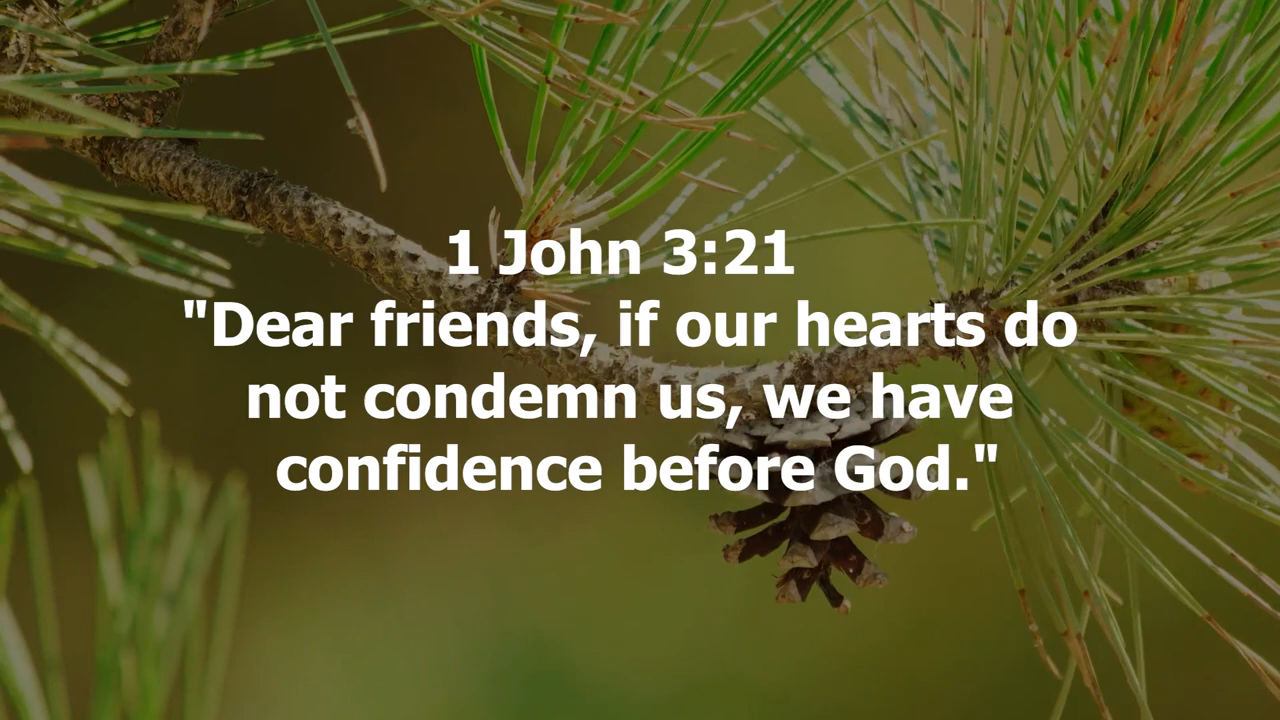 1 John 3:21
"Dear friends, if our hearts do
not condemn us, we have
confidence before God."